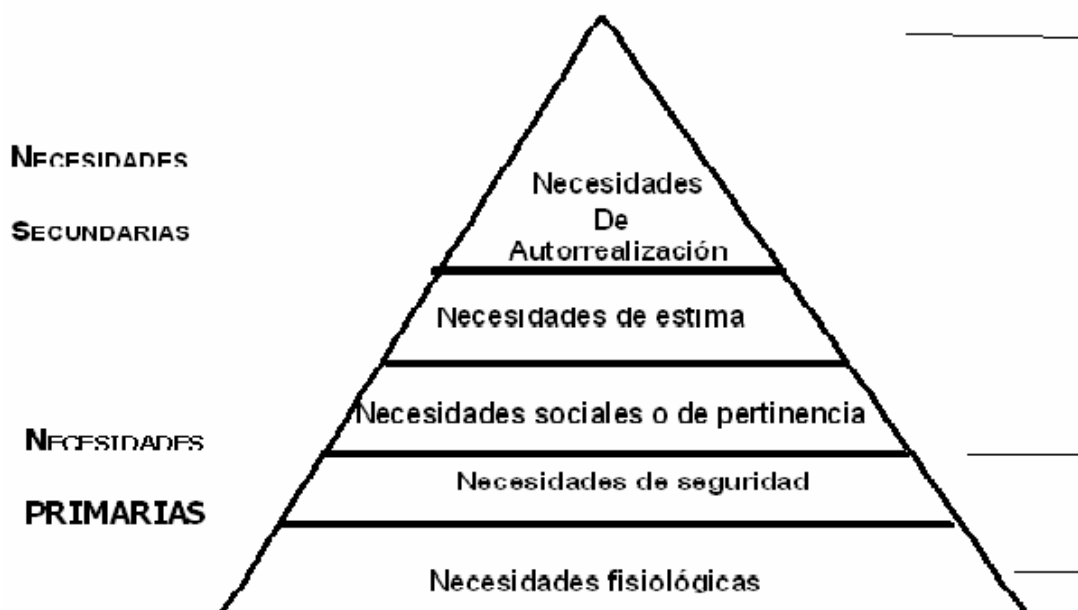 NECESIDADES
SECUNDARIAS
Necesidades
De
Autorrealización
Necesidades de estima
Necesidades sociales o de pertinencia
NECESIDADES
PRIMARIAS
Necesidades de seguridad
Necesidades fisiológicas